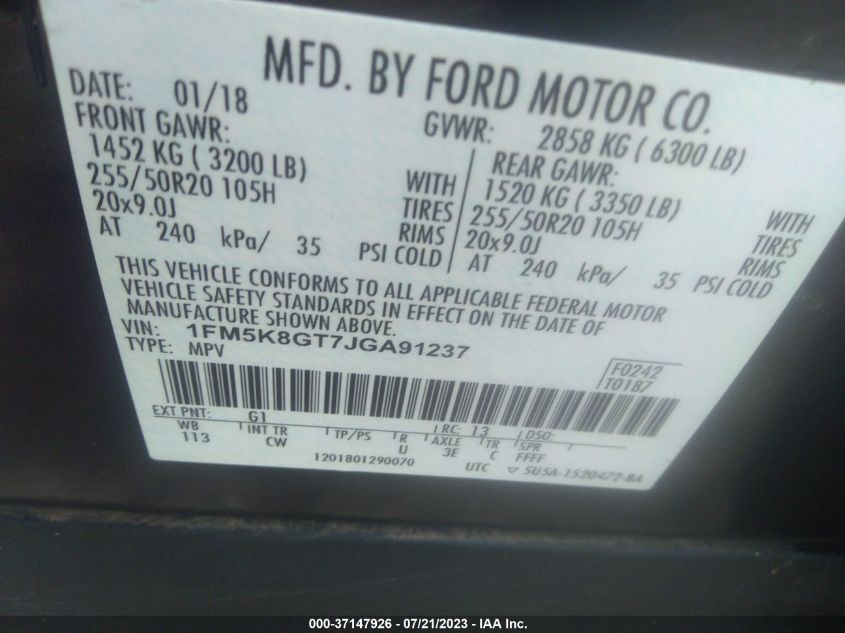 MFD. BY FORD MOTOR CO.
DATE: 01/18 GVWR: 2858 KG ( 6300 LB)
FRONT GAWR: REAR GAWR:
1452 KG ( 3200 LB) WITH 1520 KG ( 3350 LB) WITH
255/50R20 105H TIRES 255/50R20 105H TIRES
20x9.0J RIMS 20x9.0J RIMS
AT 240 kPa/ 35 PSI COLD AT 240 kPa/ 35 PSI COLD
THIS VEHICLE CONFORMS TO ALL APPLICABLE FEDERAL MOTOR
VEHICLE SAFETY STANDARDS IN EFFECT ON THE DATE OF
MANUFACTURE SHOWN ABOVE.
VIN: 1FM5K8GT7JGA91237
TYPE: MPV
F0242
T0187
EXT PNT: G1 RC: 13 DSO:
WB INT TR TP/PS R AXLE TR SPR
113 CW U 3E C FFFF
1201801290070 UTC ▽ 5U5A-1520472-BA
000-37147926 - 07/21/2023 - IAA Inc.